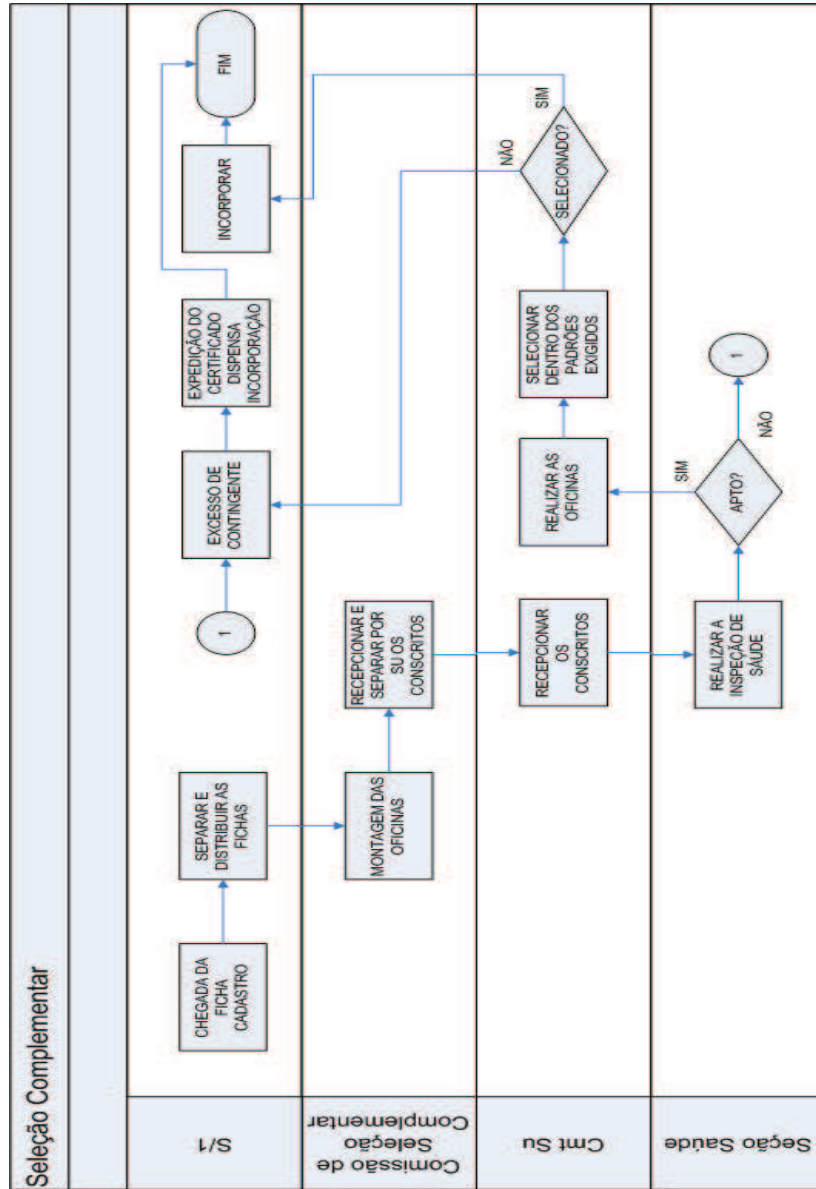 Seleção Complementar
S/1
CHEGADA DA
FICHA
CADASTRO
SEPARAR E
DISTRIBUIR AS
FICHAS
1
EXCESSO DE
CONTINGENTE
EXPEDIÇÃO DO
CERTIFICADO
DISPENSA
INCORPORAÇÃO
INCORPORAR
FIM
Comissão de
Seleção
Complementar
MONTAGEM DAS
OFICINAS
RECEPCIONAR E
SEPARAR POR
SU OS CONSCRITOS
Cmt Su
RECEPCIONAR
OS
CONSCRITOS
REALIZAR AS
OFICINAS
SELECIONAR
DENTRO DOS
PADRÕES
EXIGIDOS
SELECIONADO?
NÃO
SIM
Seção Saúde
REALIZAR A
INSPEÇÃO DE
SAÚDE
APTO?
SIM
NÃO
1